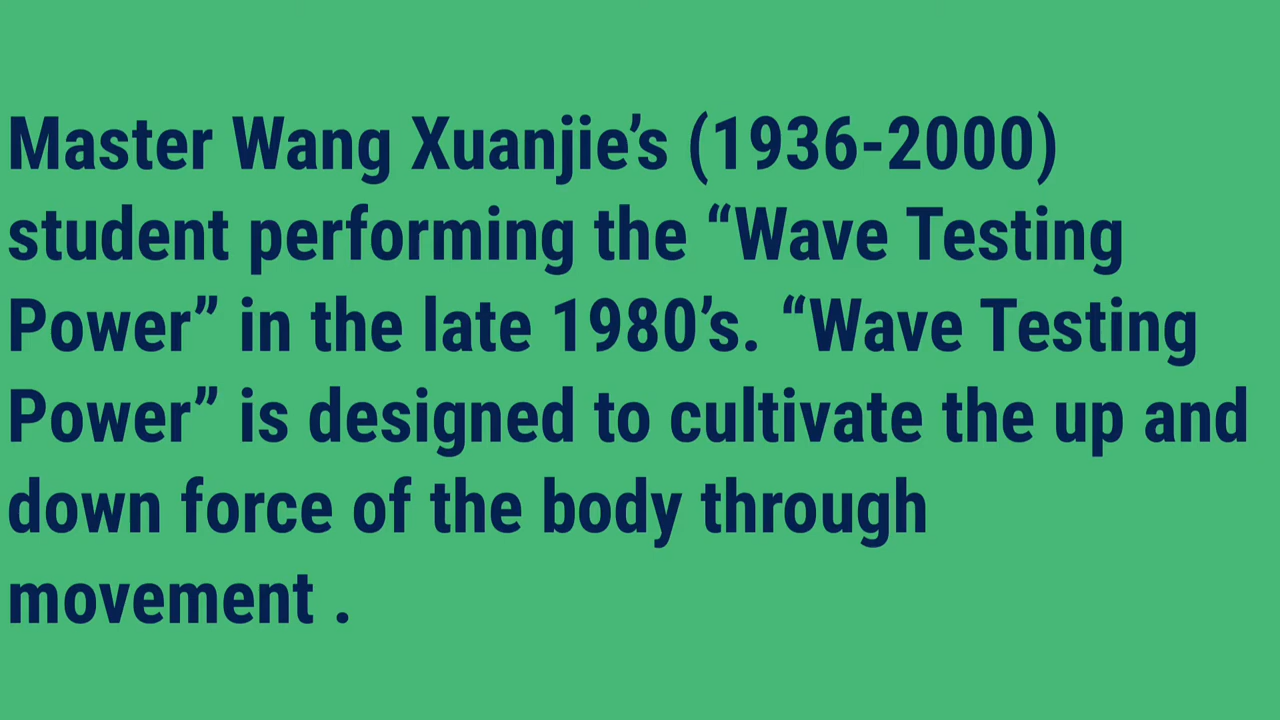 Master Wang Xuanjie’s (1936-2000)
student performing the “Wave Testing
Power” in the late 1980’s. “Wave Testing
Power” is designed to cultivate the up and
down force of the body through
movement .